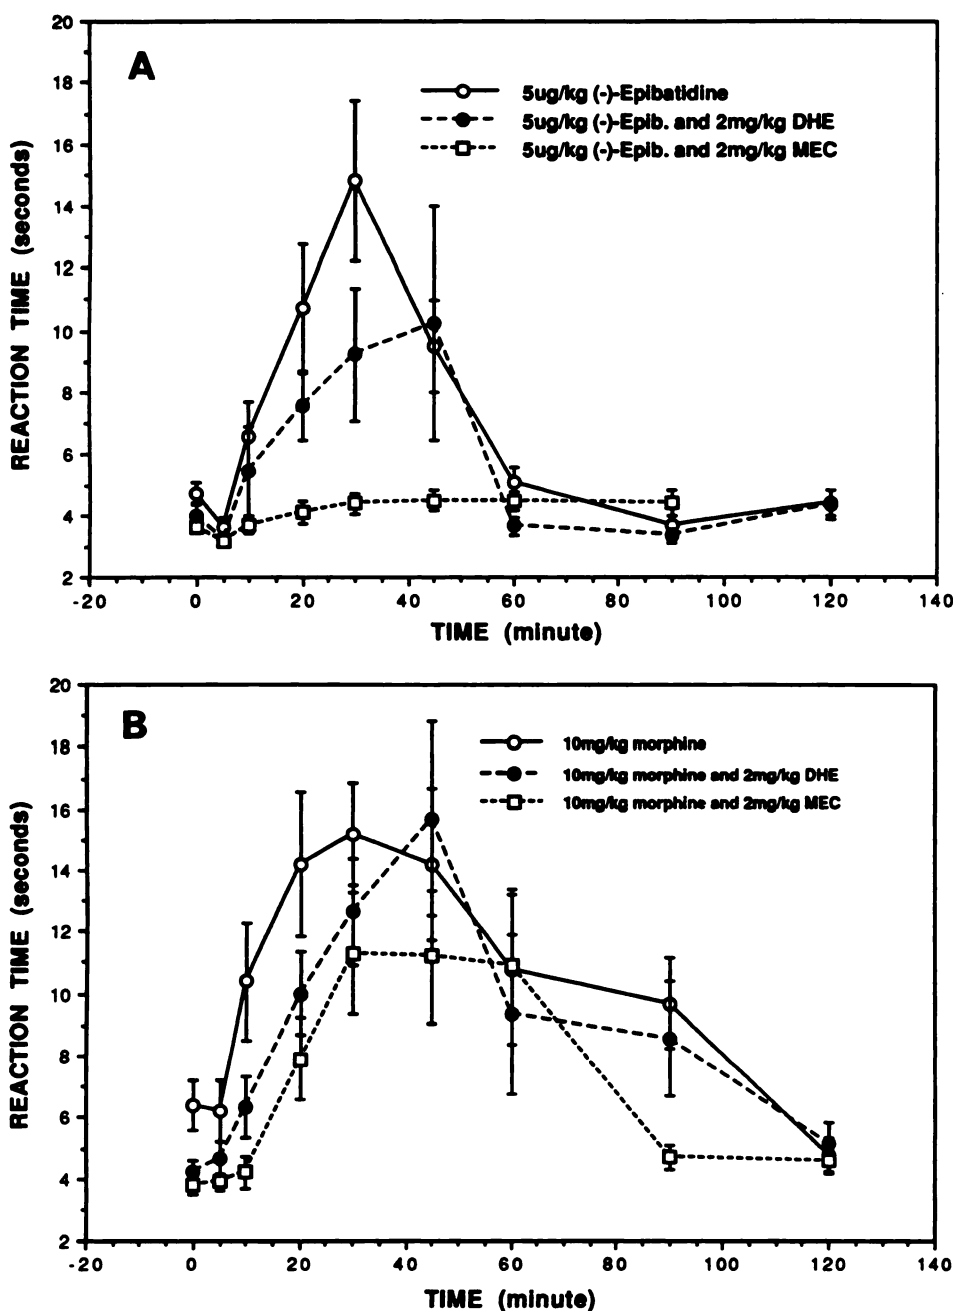 A
5ug/kg (-)-Epibatidine
5ug/kg (-)-Epib. and 2mg/kg DHE
5ug/kg (-)-Epib. and 2mg/kg MEC
REACTION TIME (seconds)
20
18
16
14
12
10
8
6
4
2
-20 0 20 40 60 80 100 120 140
TIME (minute)
B
10mg/kg morphine
10mg/kg morphine and 2mg/kg DHE
10mg/kg morphine and 2mg/kg MEC
REACTION TIME (seconds)
20
18
16
14
12
10
8
6
4
2
-20 0 20 40 60 80 100 120 140
TIME (minute)